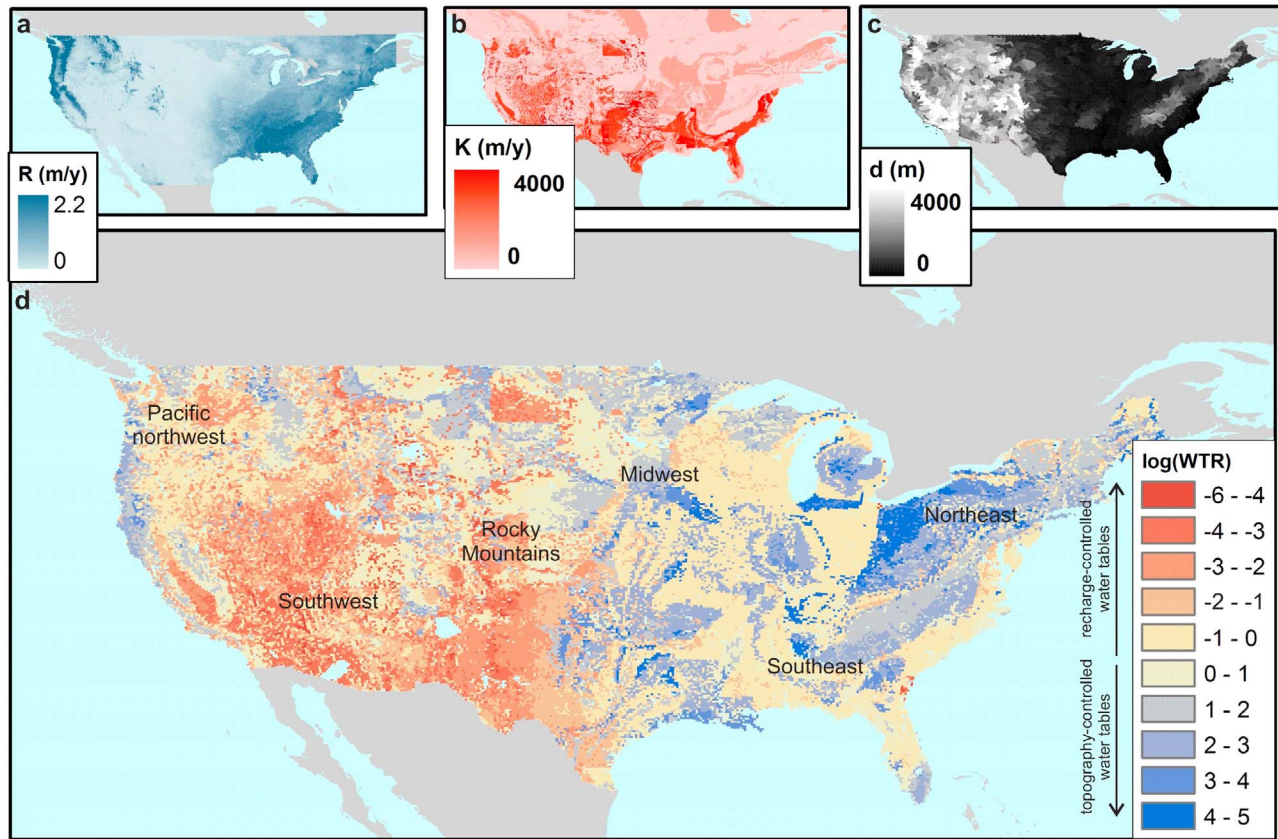 a
b
c
R (m/y)
2.2
0
K (m/y)
4000
0
d (m)
4000
0
d
Pacific
northwest
Midwest
Northeast
Rocky
Mountains
Southwest
Southeast
log(WTR)
-6 - -4
-4 - -3
-3 - -2
-2 - -1
-1 - 0
0 - 1
1 - 2
2 - 3
3 - 4
4 - 5
recharge-controlled
water tables
topography-controlled
water tables